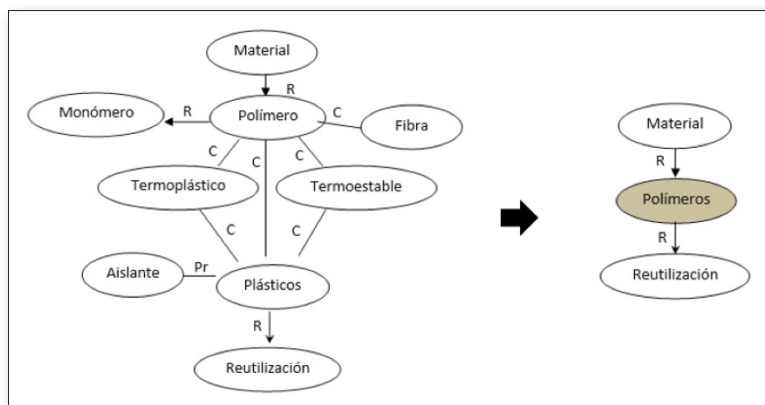 Material
R
Monómero
R
Polímero
C
Fibra
C
C
C
Termoplástico
Termoestable
C
C
Aislante
Pr
Plásticos
R
Reutilización
Material
R
Polímeros
R
Reutilización